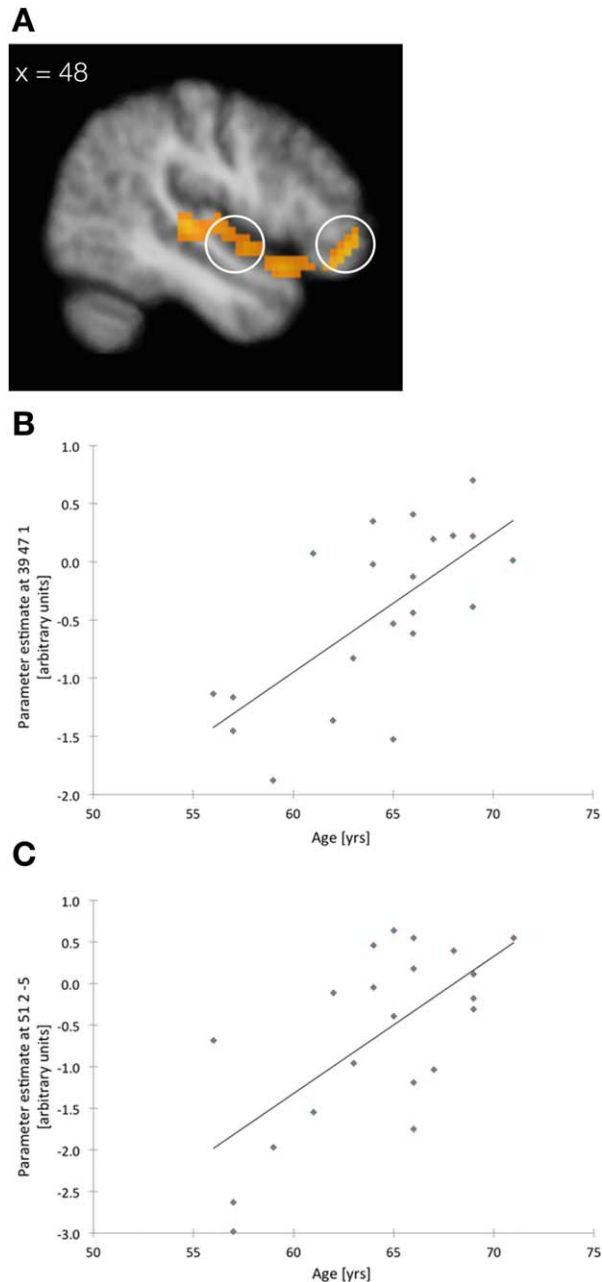 A
x = 48
B
1.0
0.5
0.0
-0.5
-1.0
-1.5
-2.0
50
55
60
65
70
75
Parameter estimate at 39 47 1
[arbitrary units]
Age [yrs]
C
1.0
0.5
0.0
-0.5
-1.0
-1.5
-2.0
-2.5
-3.0
50
55
60
65
70
75
Parameter estimate at 51 2 -5
[arbitrary units]
Age [yrs]